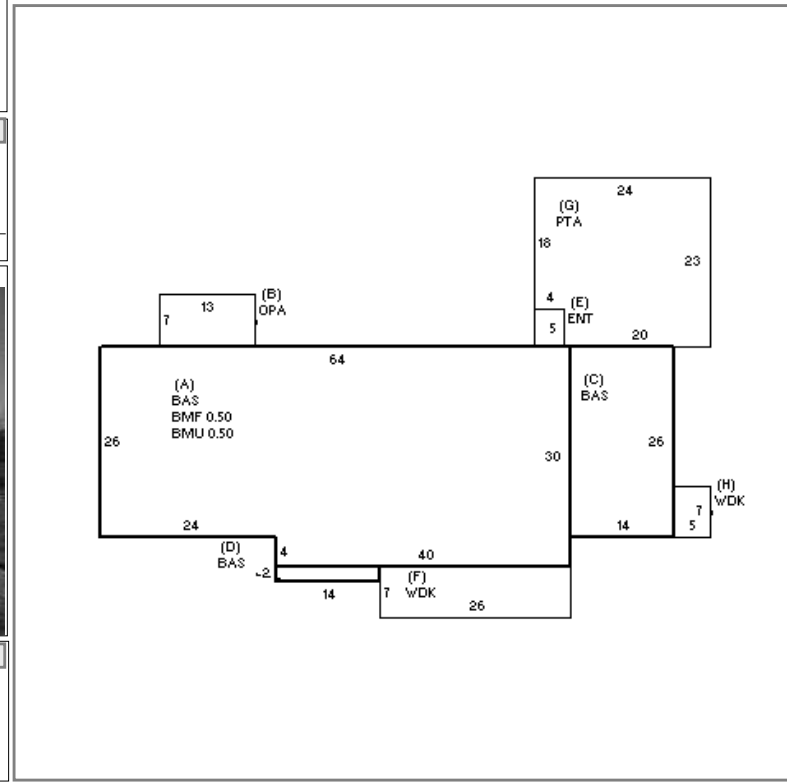 24
(G)
PTA
18
23
4
(E)
ENT
5
20
13
(B)
OPA
7
64
(A)
BAS
BMF 0.50
BMU 0.50
(C)
BAS
26
30
26
(H)
WDK
7
5
24
(D)
BAS
4
40
14
2
14
7
(F)
WDK
26